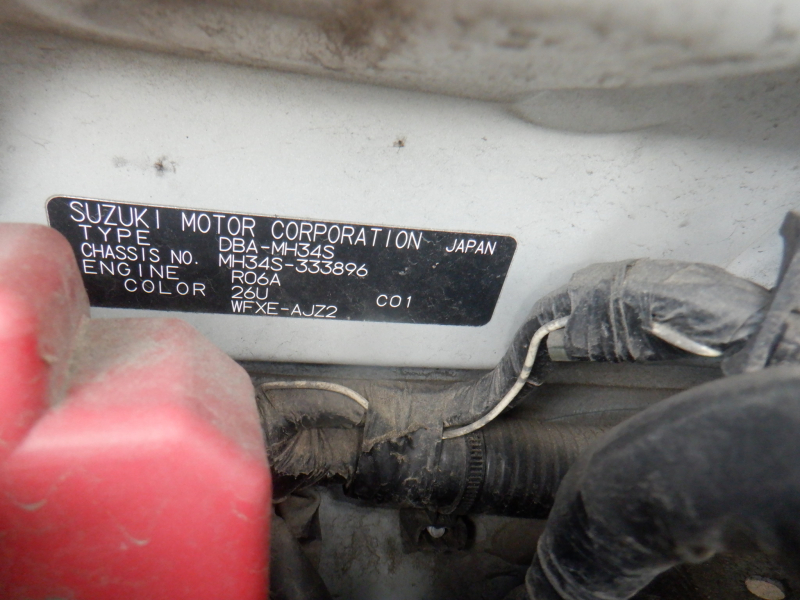 SUZUKI MOTOR CORPORATION JAPAN
TYPE DBA-MH34S
CHASSIS NO. MH34S-333896
ENGINE R06A
COLOR 26U C01
WFXE-AJZ2